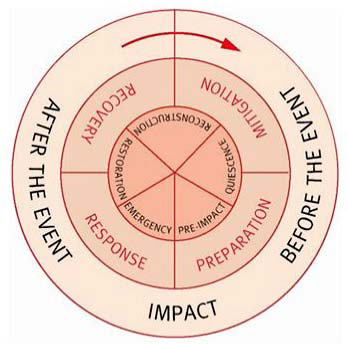 AFTER THE EVENT
BEFORE THE EVENT
IMPACT
RECOVERY
MITIGATION
RESPONSE
PREPARATION
RECONSTRUCTION
RESTORATION
QUIESCENCE
EMERGENCY
PRE-IMPACT